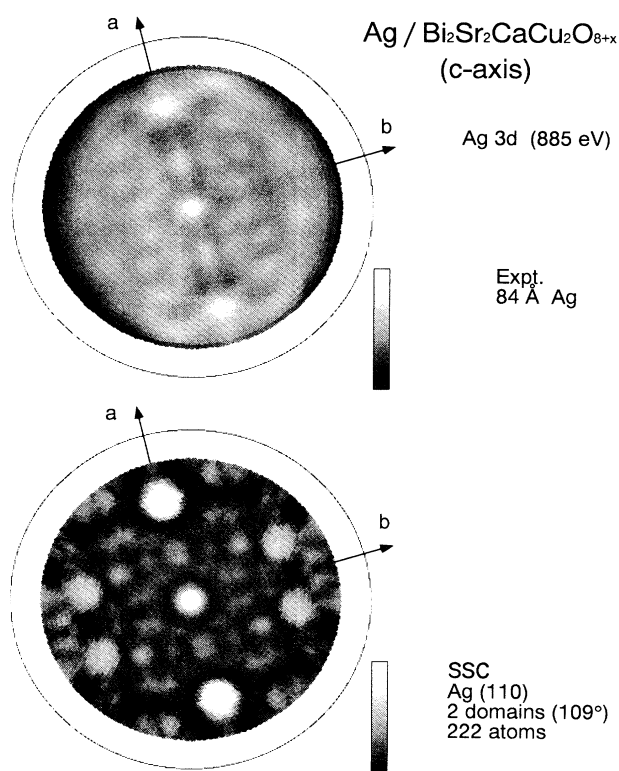 Ag / Bi₂Sr₂CaCu₂O₈₊ₓ
(c-axis)
a
b
Ag 3d (885 eV)
Expt.
84 Å Ag
a
b
SSC
Ag (110)
2 domains (109°)
222 atoms